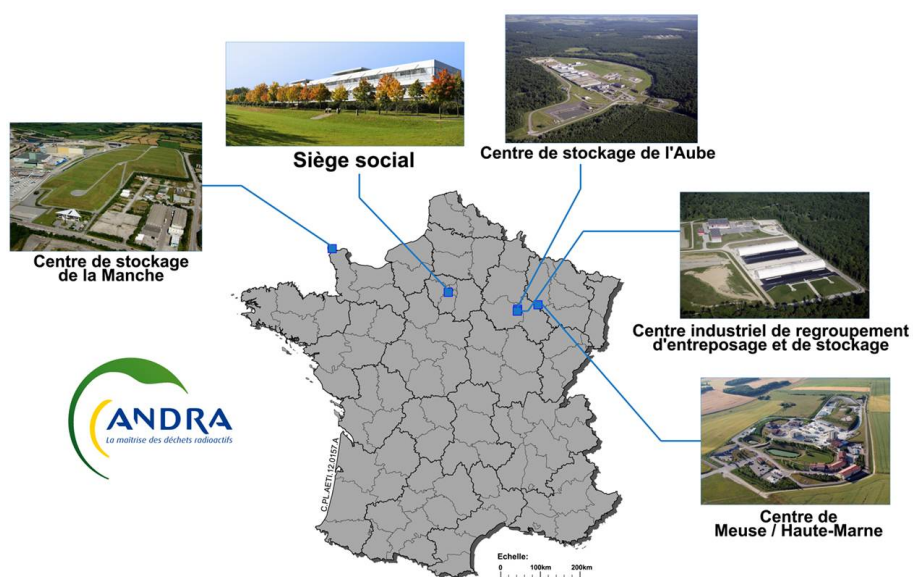 Siège social
Centre de stockage de l'Aube
Centre de stockage
de la Manche
Centre industriel de regroupement
d'entreposage et de stockage
ANDRA
La maîtrise des déchets radioactifs
C.PL.AETI.12.0157.A
Centre de
Meuse / Haute-Marne
Echelle:
0 100km 200km